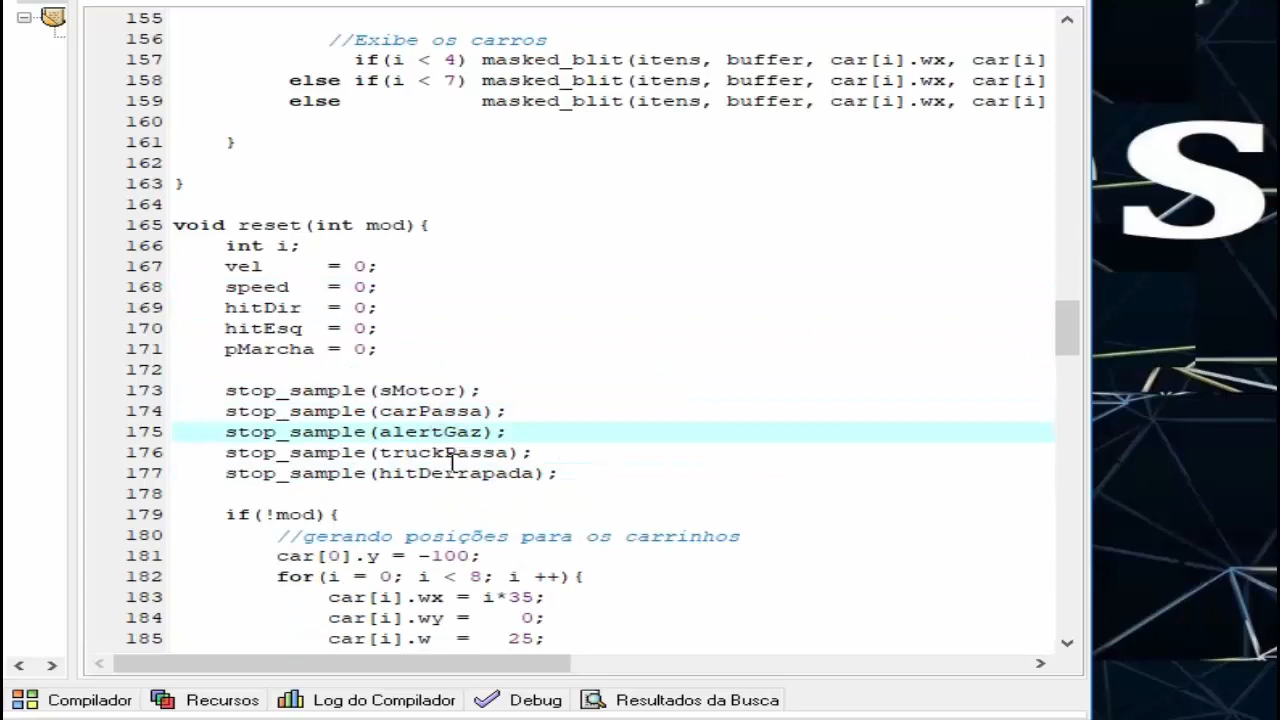 155
156 //Exibe os carros
157 if(i < 4) masked_blit(itens, buffer, car[i].wx, car[i]
158 else if(i < 7) masked_blit(itens, buffer, car[i].wx, car[i]
159 else masked_blit(itens, buffer, car[i].wx, car[i]
160
161 }
162
163 }
164
165 void reset(int mod){
166 int i;
167 vel = 0;
168 speed = 0;
169 hitDir = 0;
170 hitEsq = 0;
171 pMarcha = 0;
172
173 stop_sample(sMotor);
174 stop_sample(carPassa);
175 stop_sample(alertGaz);
176 stop_sample(truckPassa);
177 stop_sample(hitDerrapada);
178
179 if(!mod){
180 //gerando posições para os carrinhos
181 car[0].y = -100;
182 for(i = 0; i < 8; i ++){
183 car[i].wx = i*35;
184 car[i].wy = 0;
185 car[i].w = 25;
S
Compilador Recursos Log do Compilador Debug Resultados da Busca